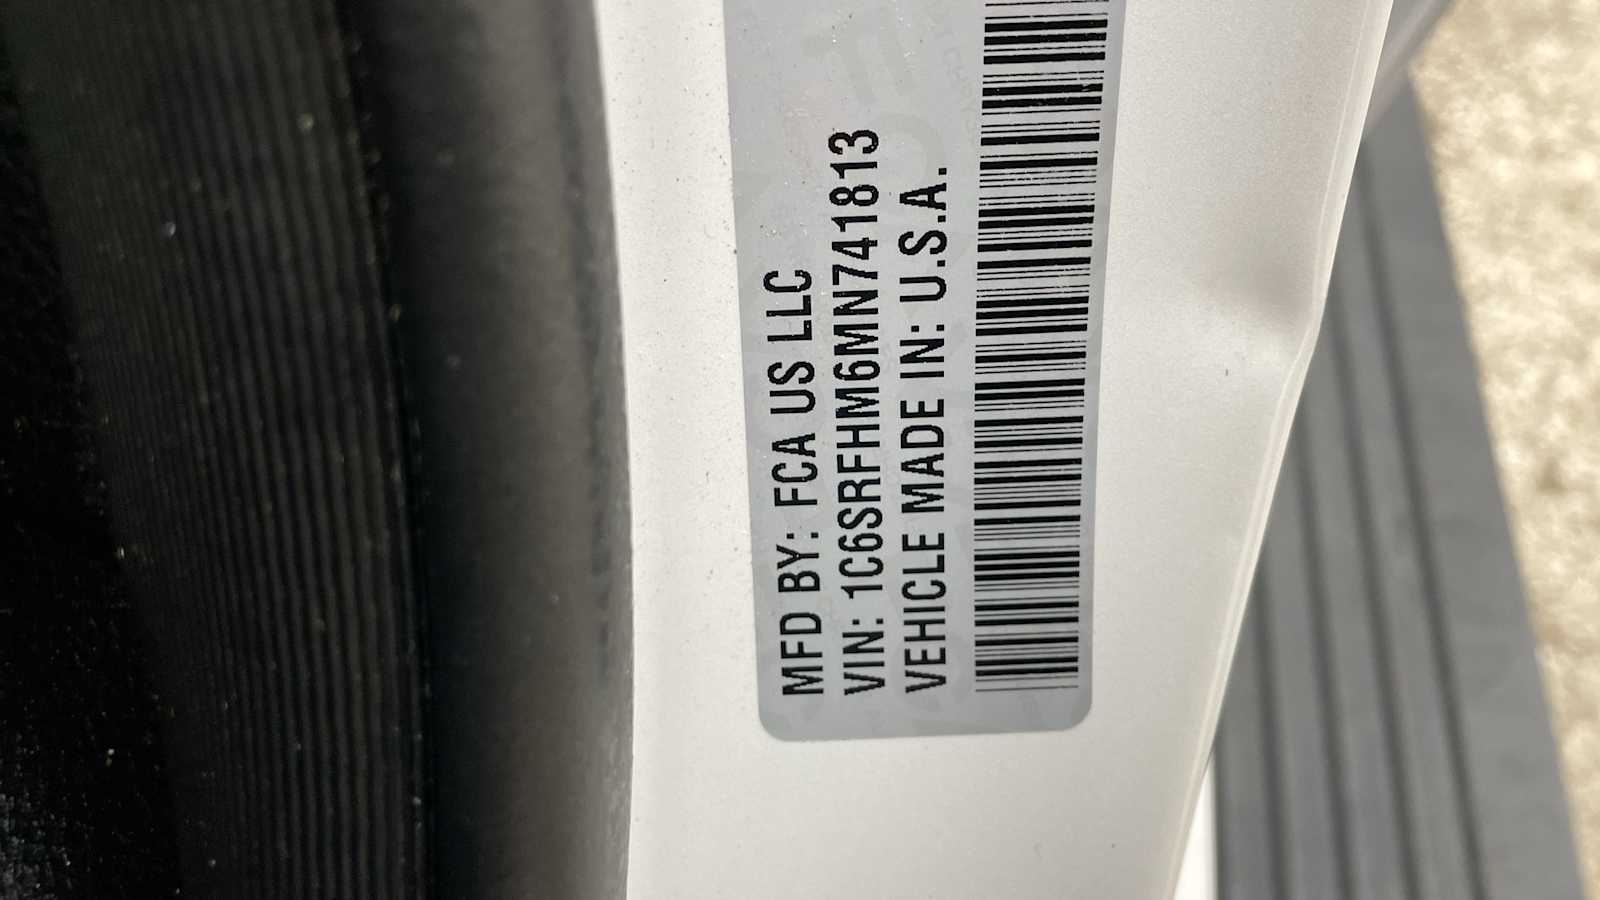 MFD BY: FCA US LLC
VIN: 1C6SRFHM6MN741813
VEHICLE MADE IN: U.S.A.